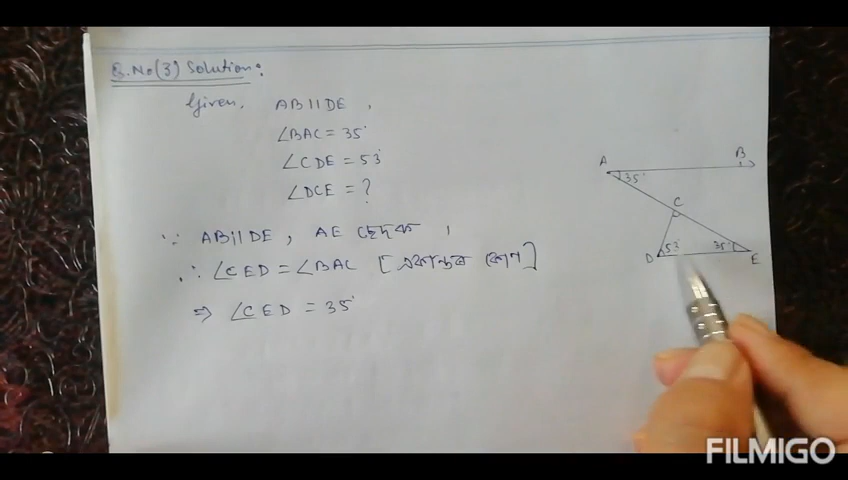 Q.No(3) Solution:
Given, AB||DE,
∠BAC = 35°
∠CDE = 53°
∠DCE = ?
∵ AB||DE, AE ছেদক ।
∴ ∠CED = ∠BAC [একান্তৰ কোণ]
⇒ ∠CED = 35°
A
B
35°
C
D
53°
35°
E
FILMIGO